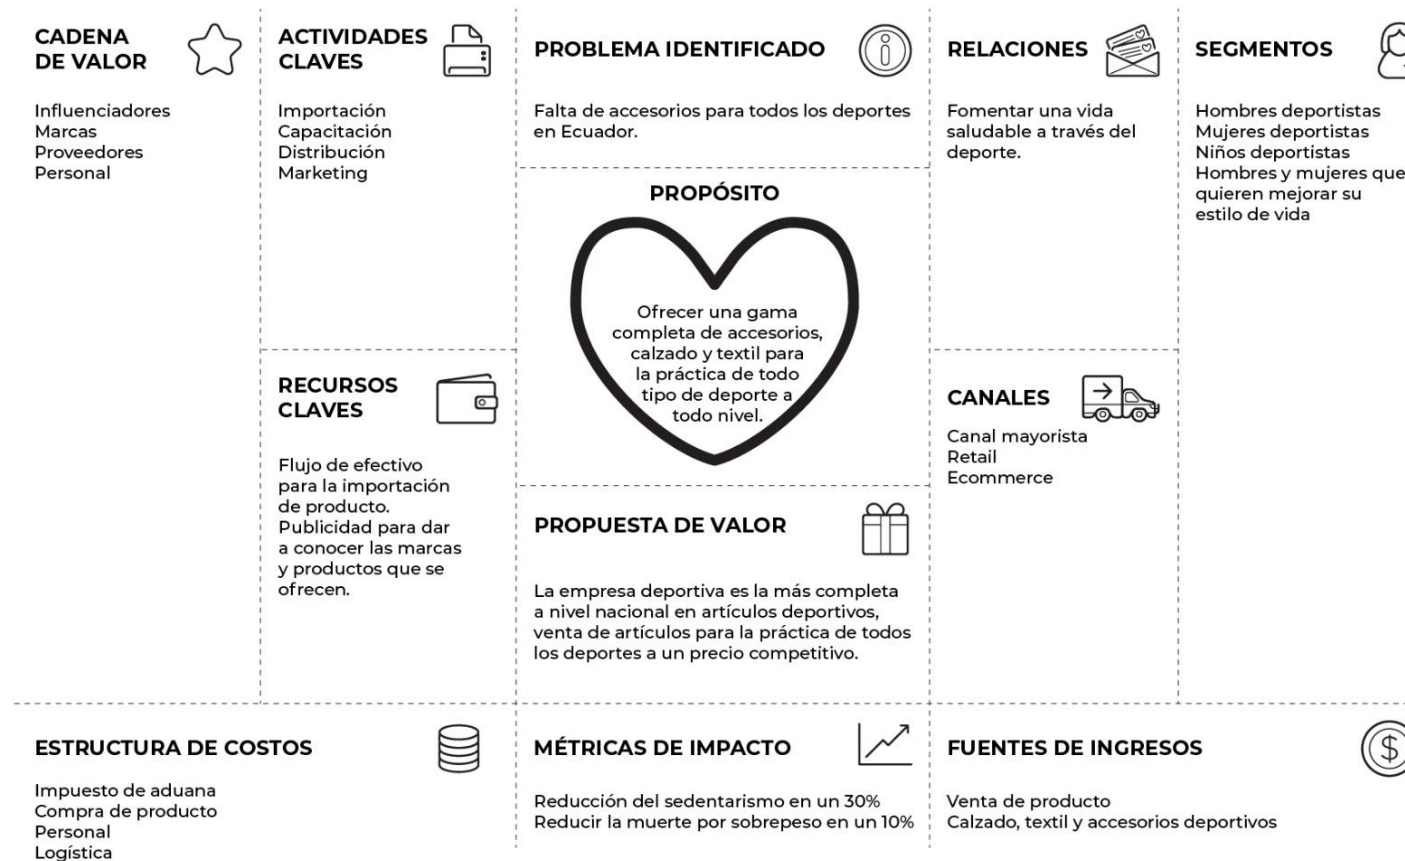 CADENA
DE VALOR
Influenciadores
Marcas
Proveedores
Personal
ACTIVIDADES
CLAVES
Importación
Capacitación
Distribución
Marketing
RECURSOS
CLAVES
Flujo de efectivo
para la importación
de producto.
Publicidad para dar
a conocer las marcas
y productos que se
ofrecen.
PROBLEMA IDENTIFICADO
Falta de accesorios para todos los deportes
en Ecuador.
PROPÓSITO
Ofrecer una gama
completa de accesorios,
calzado y textil para
la práctica de todo
tipo de deporte a
todo nivel.
PROPUESTA DE VALOR
La empresa deportiva es la más completa
a nivel nacional en artículos deportivos,
venta de artículos para la práctica de todos
los deportes a un precio competitivo.
RELACIONES
Fomentar una vida
saludable a través del
deporte.
CANALES
Canal mayorista
Retail
Ecommerce
SEGMENTOS
Hombres deportistas
Mujeres deportistas
Niños deportistas
Hombres y mujeres que
quieren mejorar su
estilo de vida
ESTRUCTURA DE COSTOS
Impuesto de aduana
Compra de producto
Personal
Logística
MÉTRICAS DE IMPACTO
Reducción del sedentarismo en un 30%
Reducir la muerte por sobrepeso en un 10%
FUENTES DE INGRESOS
$
Venta de producto
Calzado, textil y accesorios deportivos